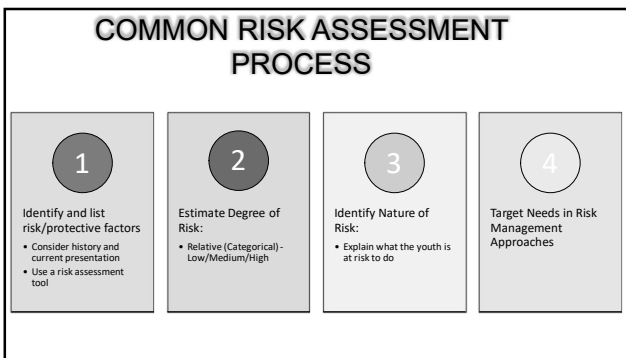 COMMON RISK ASSESSMENT
PROCESS
1
Identify and list
risk/protective factors
• Consider history and
current presentation
• Use a risk assessment
tool
2
Estimate Degree of
Risk:
• Relative (Categorical) -
Low/Medium/High
3
Identify Nature of
Risk:
• Explain what the youth is
at risk to do
4
Target Needs in Risk
Management
Approaches